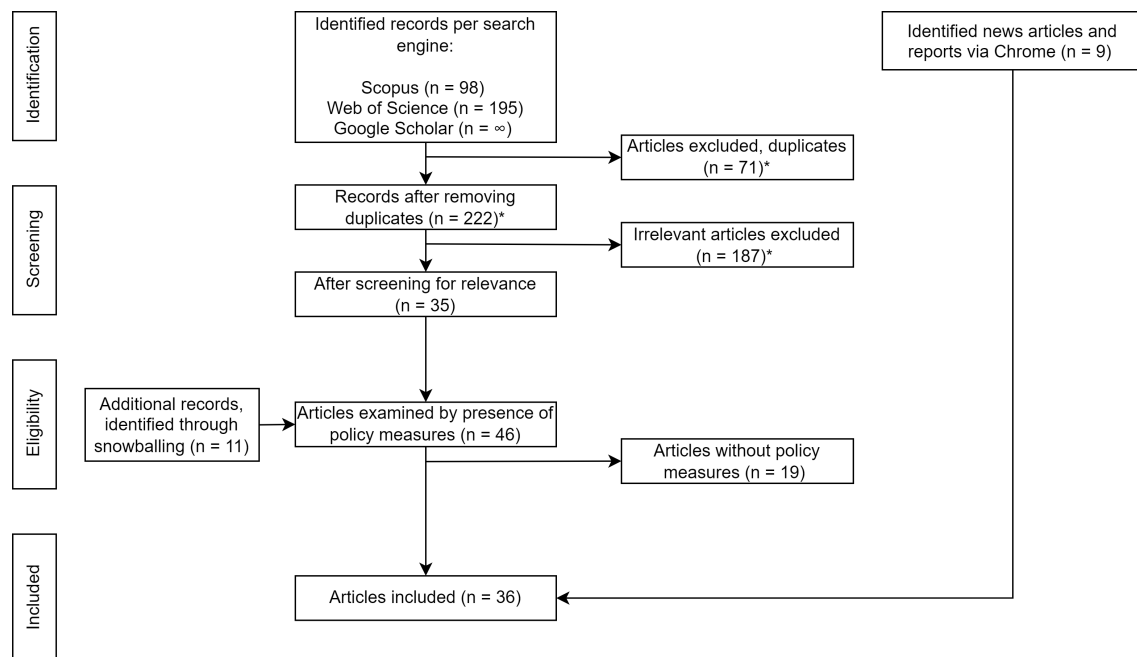 Identification
Identified records per search
engine:
Scopus (n = 98)
Web of Science (n = 195)
Google Scholar (n = ∞)
Identified news articles and
reports via Chrome (n = 9)
Articles excluded, duplicates
(n = 71)*
Screening
Records after removing
duplicates (n = 222)*
Irrelevant articles excluded
(n = 187)*
After screening for relevance
(n = 35)
Eligibility
Additional records,
identified through
snowballing (n = 11)
Articles examined by presence of
policy measures (n = 46)
Articles without policy
measures (n = 19)
Included
Articles included (n = 36)